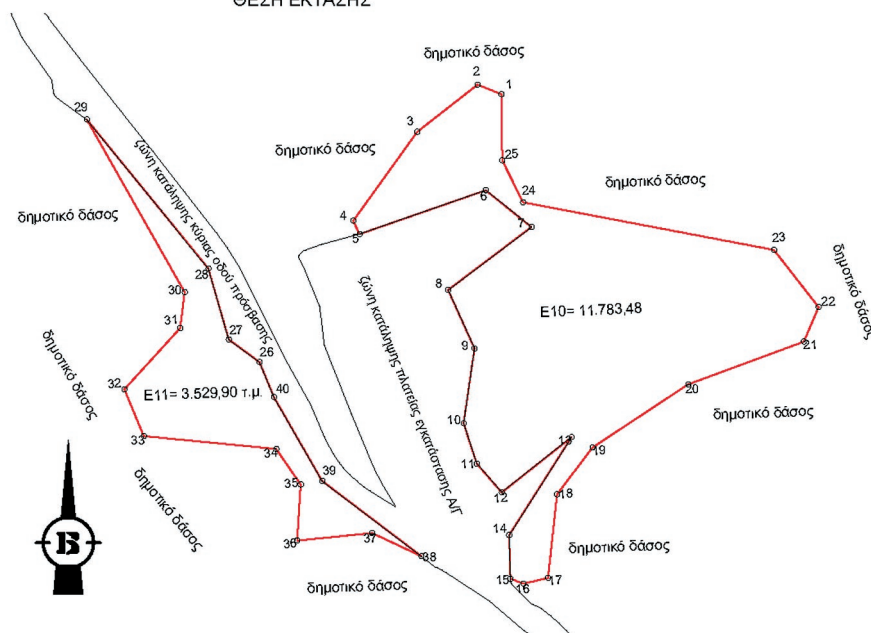 ΘΕΣΗ ΕΚΤΑΣΗΣ
δημοτικό δάσος
2
1
29
3
ζώνη κατάληψης κύριας οδού πρόσβασης
δημοτικό δάσος
25
6
24
δημοτικό δάσος
δημοτικό δάσος
4
5
7
23
δημοτικό δάσος
28
8
ζώνη κατάληψης πλατείας εγκατάστασης Α/Γ
30
22
Ε10= 11.783,48
31
27
26
9
21
δημοτικό δάσος
32
Ε11= 3.529,90 τ.μ.
40
20
δημοτικό δάσος
33
10
13
19
34
11
39
35
12
18
δημοτικό δάσος
Β
36
37
14
38
δημοτικό δάσος
15
16
17
δημοτικό δάσος